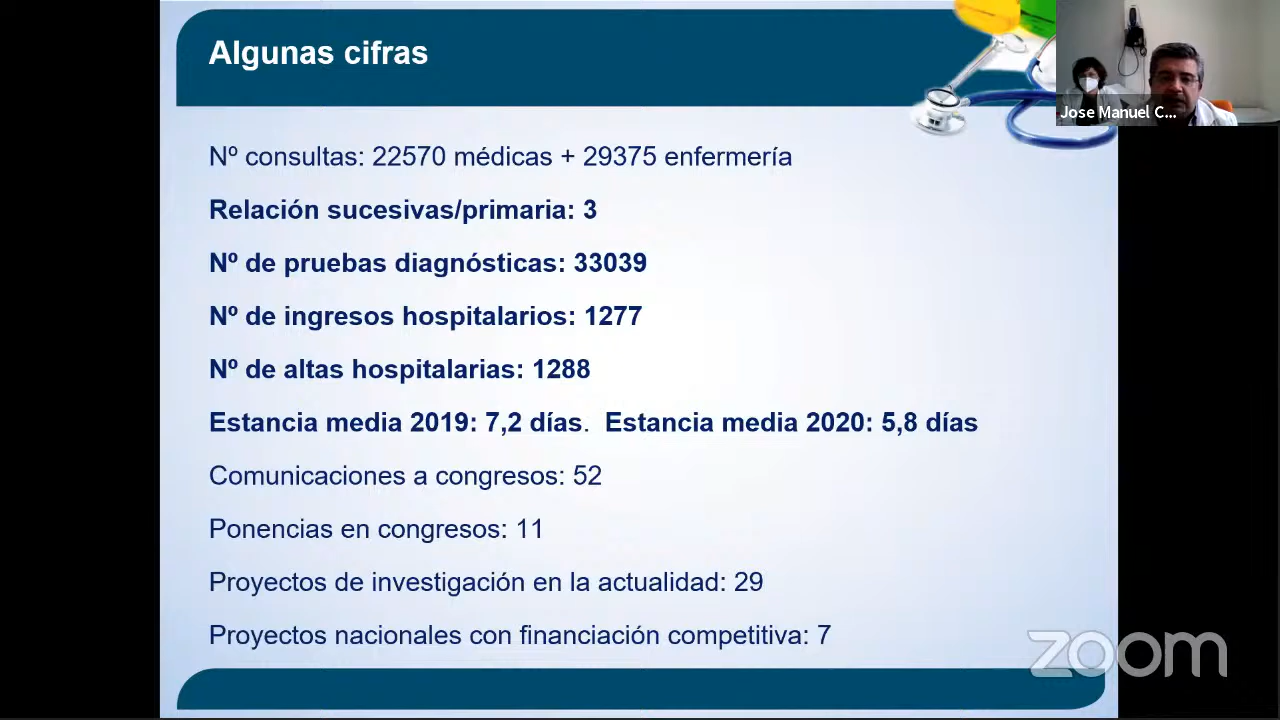 Algunas cifras
Jose Manuel C...
Nº consultas: 22570 médicas + 29375 enfermería
Relación sucesivas/primaria: 3
Nº de pruebas diagnósticas: 33039
Nº de ingresos hospitalarios: 1277
Nº de altas hospitalarias: 1288
Estancia media 2019: 7,2 días.  Estancia media 2020: 5,8 días
Comunicaciones a congresos: 52
Ponencias en congresos: 11
Proyectos de investigación en la actualidad: 29
Proyectos nacionales con financiación competitiva: 7
zoom